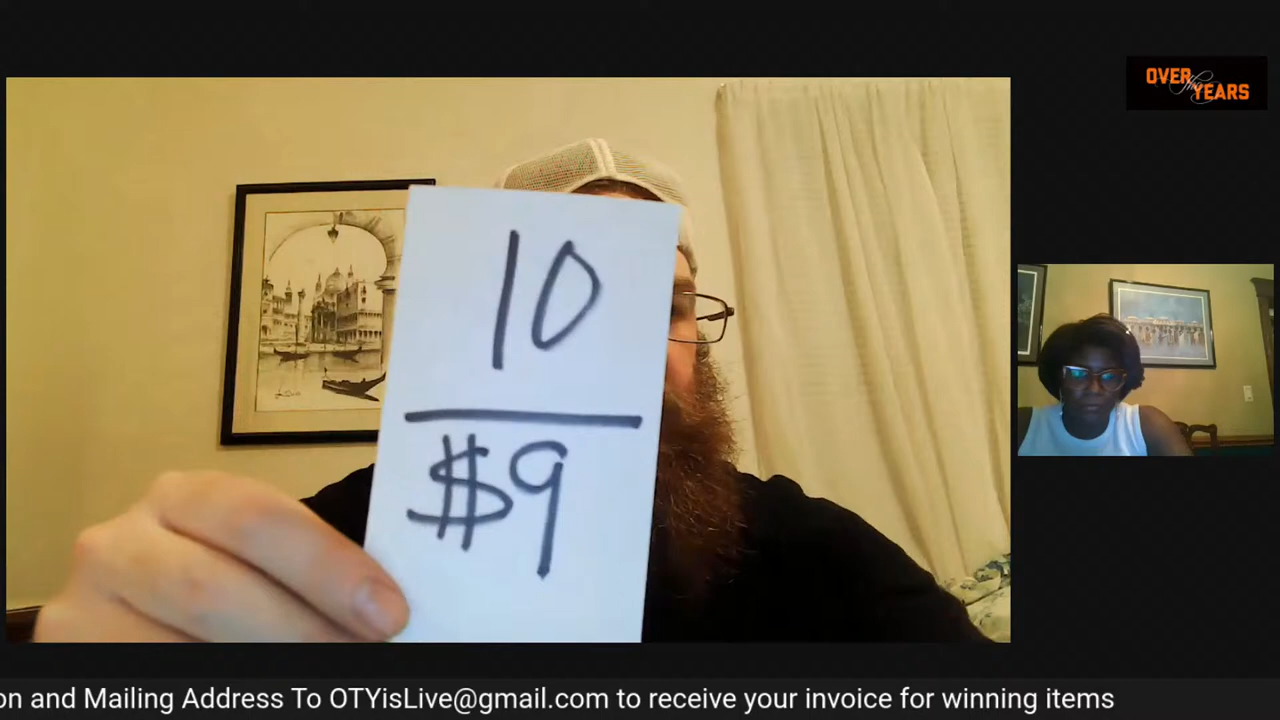 OVER the YEARS
10
$9
on and Mailing Address To OTYisLive@gmail.com to receive your invoice for winning items